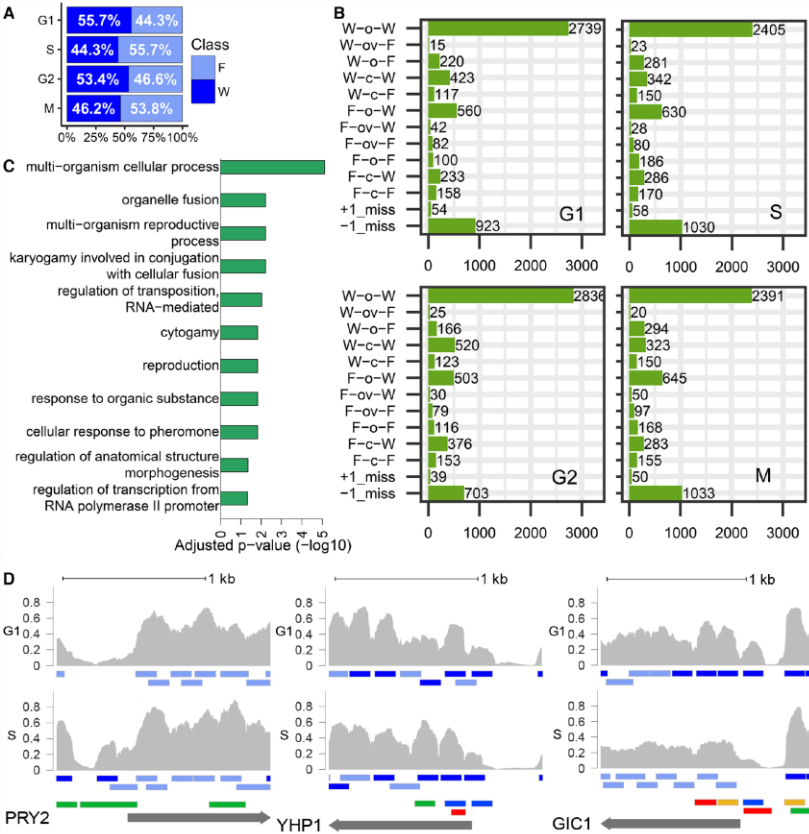 A
G1 55.7% 44.3%
S 44.3% 55.7%
G2 53.4% 46.6%
M 46.2% 53.8%
0% 25% 50% 75% 100%
Class
F
W
B
W-o-W 2739
W-ov-F 15
W-o-F 220
W-c-W 423
W-c-F 117
F-o-W 560
F-ov-W 42
F-ov-F 82
F-o-F 100
F-c-W 233
F-c-F 158
+1_miss 54
-1_miss 923
G1
0 1000 2000 3000
2405
23
281
342
150
630
28
80
186
286
170
58
1030
S
0 1000 2000 3000
W-o-W 2836
W-ov-F 25
W-o-F 166
W-c-W 520
W-c-F 123
F-o-W 503
F-ov-W 30
F-ov-F 79
F-o-F 116
F-c-W 376
F-c-F 153
+1_miss 39
-1_miss 703
G2
0 1000 2000 3000
2391
20
294
323
150
645
50
97
168
283
155
50
1033
M
0 1000 2000 3000
C
multi-organism cellular process
organelle fusion
multi-organism reproductive
process
karyogamy involved in conjugation
with cellular fusion
regulation of transposition,
RNA-mediated
cytogamy
reproduction
response to organic substance
cellular response to pheromone
regulation of anatomical structure
morphogenesis
regulation of transcription from
RNA polymerase II promoter
0 1 2 3 4 5
Adjusted p-value (-log10)
D
1 kb
G1
0.8
0.6
0.4
0.2
0
S
0.8
0.6
0.4
0.2
0
PRY2
1 kb
G1
0.8
0.6
0.4
0.2
0
S
0.8
0.6
0.4
0.2
0
YHP1
1 kb
G1
0.8
0.6
0.4
0.2
0
S
0.8
0.6
0.4
0.2
0
GIC1